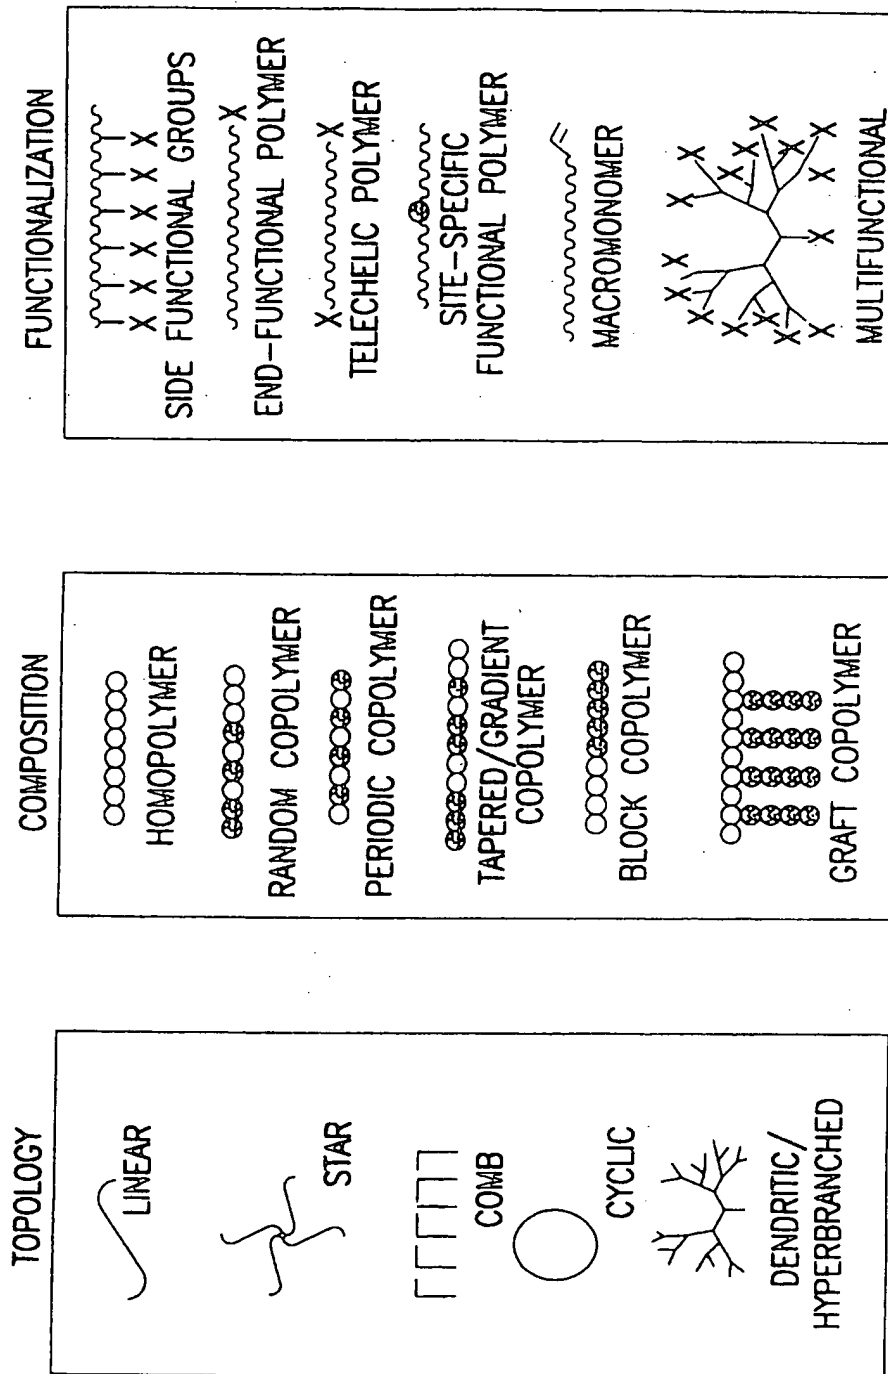 TOPOLOGY
LINEAR
STAR
COMB
CYCLIC
DENDRITIC/
HYPERBRANCHED
COMPOSITION
HOMOPOLYMER
RANDOM COPOLYMER
PERIODIC COPOLYMER
TAPERED/GRADIENT
COPOLYMER
BLOCK COPOLYMER
GRAFT COPOLYMER
FUNCTIONALIZATION
X X X X X X
SIDE FUNCTIONAL GROUPS
X
END-FUNCTIONAL POLYMER
X X
TELECHELIC POLYMER
SITE-SPECIFIC
FUNCTIONAL POLYMER
MACROMONOMER
X X X X X X X X X X X X X X X X
MULTIFUNCTIONAL